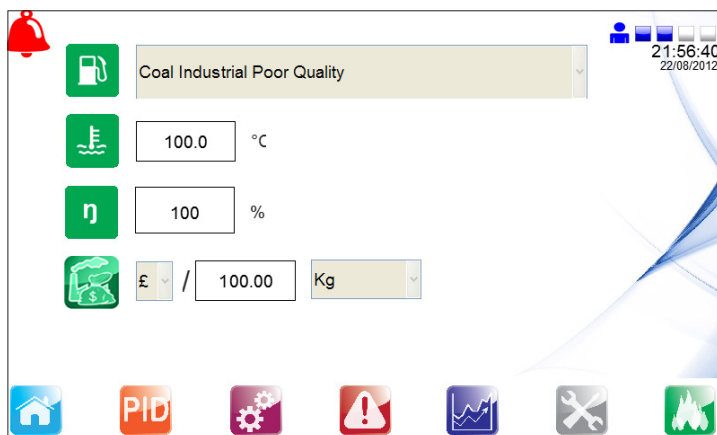 21:56:40
22/08/2012
Coal Industrial Poor Quality
100.0 °C
ŋ 100 %
£ / 100.00 Kg
$
PID